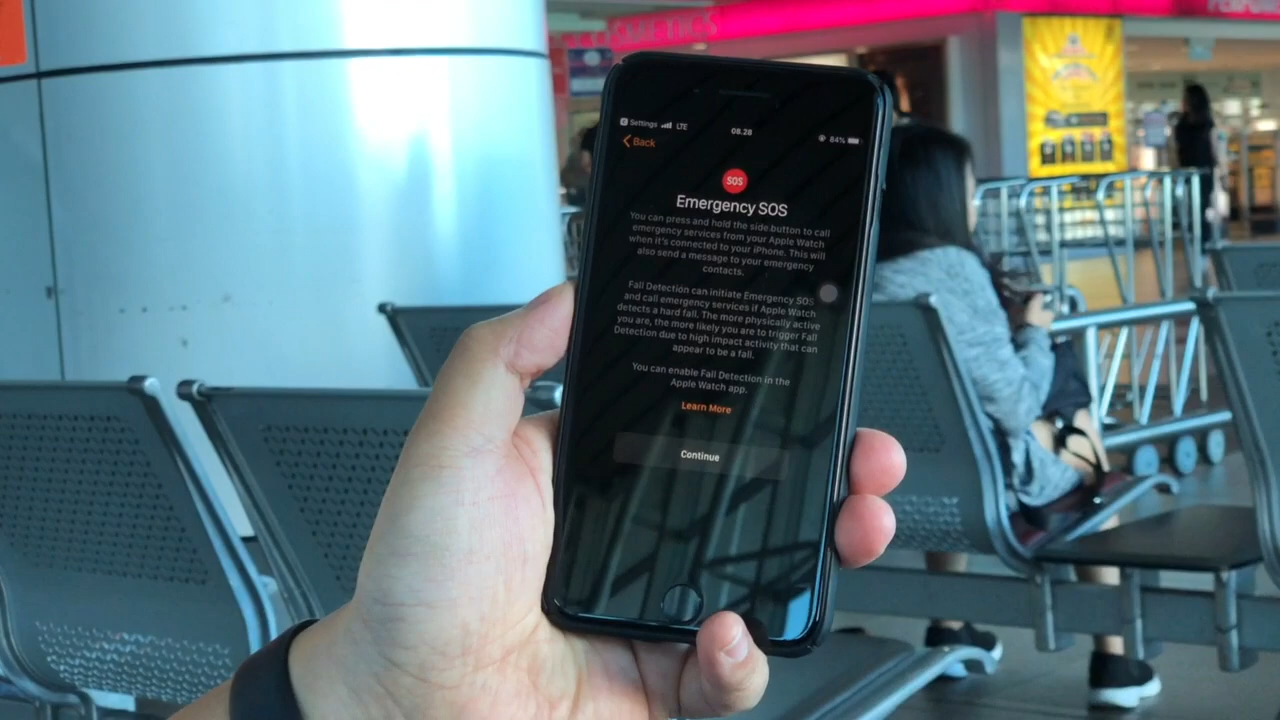 COSMETICS
Settings LTE 08.28 84%
Back
SOS
Emergency SOS
You can press and hold the side button to call
emergency services from your Apple Watch
when it's connected to your iPhone. This will
also send a message to your emergency
contacts.
Fall Detection can initiate Emergency SOS
and call emergency services if Apple Watch
detects a hard fall. The more physically active
you are, the more likely you are to trigger Fall
Detection due to high impact activity that can
appear to be a fall.
You can enable Fall Detection in the
Apple Watch app.
Learn More
Continue